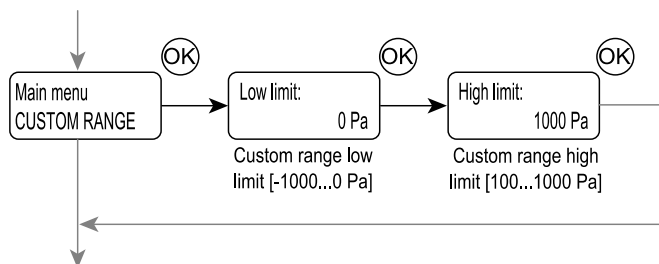 OK
OK
OK
Main menu
CUSTOM RANGE
Low limit:
0 Pa
High limit:
1000 Pa
Custom range low
limit [-1000...0 Pa]
Custom range high
limit [100...1000 Pa]